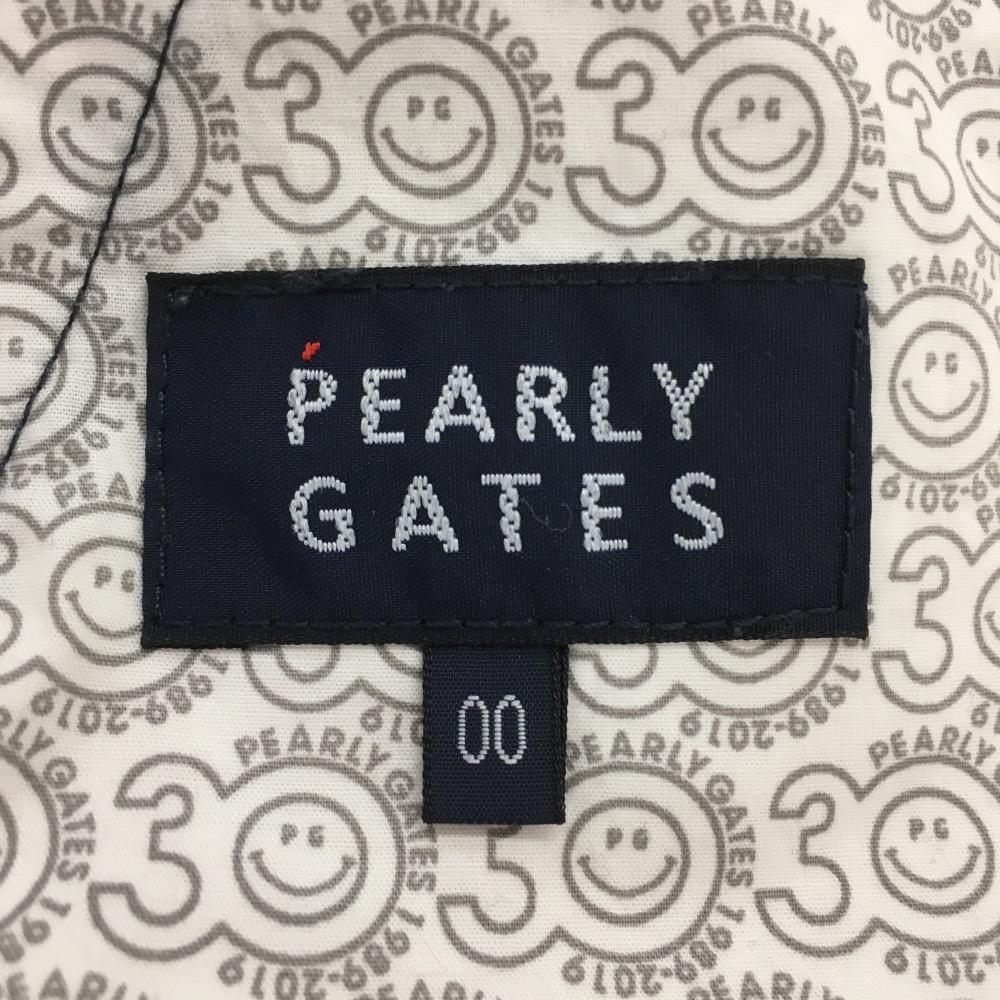 PEARLY
GATES
00
30
PG
PEARLY GATES 1989-2019